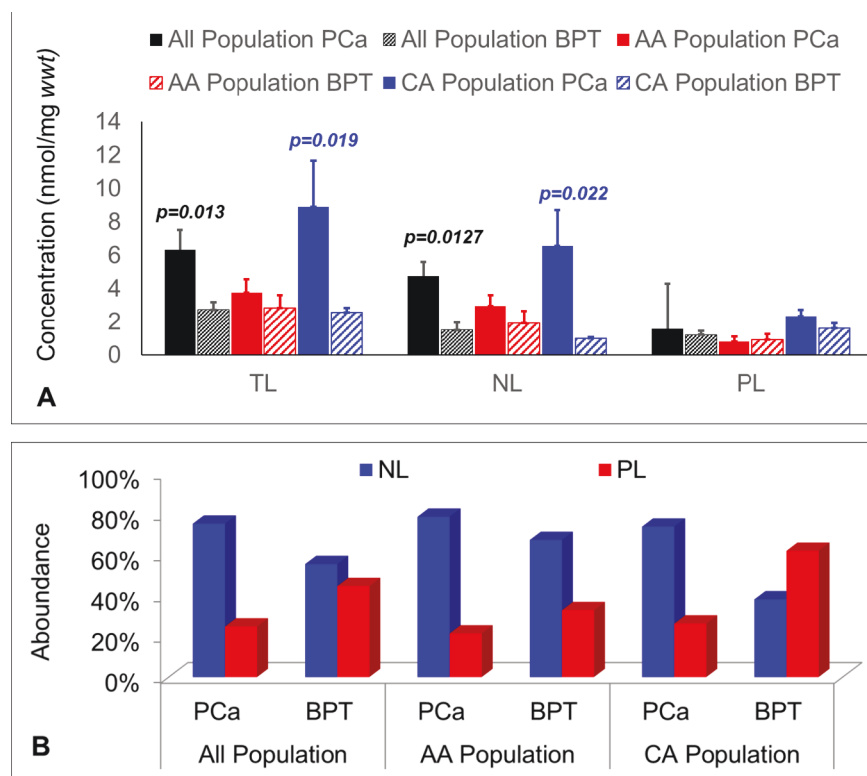 All Population PCa All Population BPT AA Population PCa
AA Population BPT CA Population PCa CA Population BPT
Concentration (nmol/mg wwt)
14
12
10
8
6
4
2
0
p=0.013
p=0.019
p=0.0127
p=0.022
TL NL PL
A
NL PL
Aboundance
100%
80%
60%
40%
20%
0%
PCa BPT PCa BPT PCa BPT
All Population AA Population CA Population
B